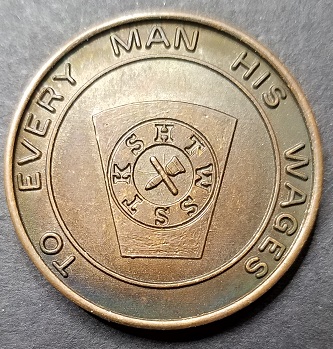 TO EVERY MAN HIS WAGES
HTWSSTKS